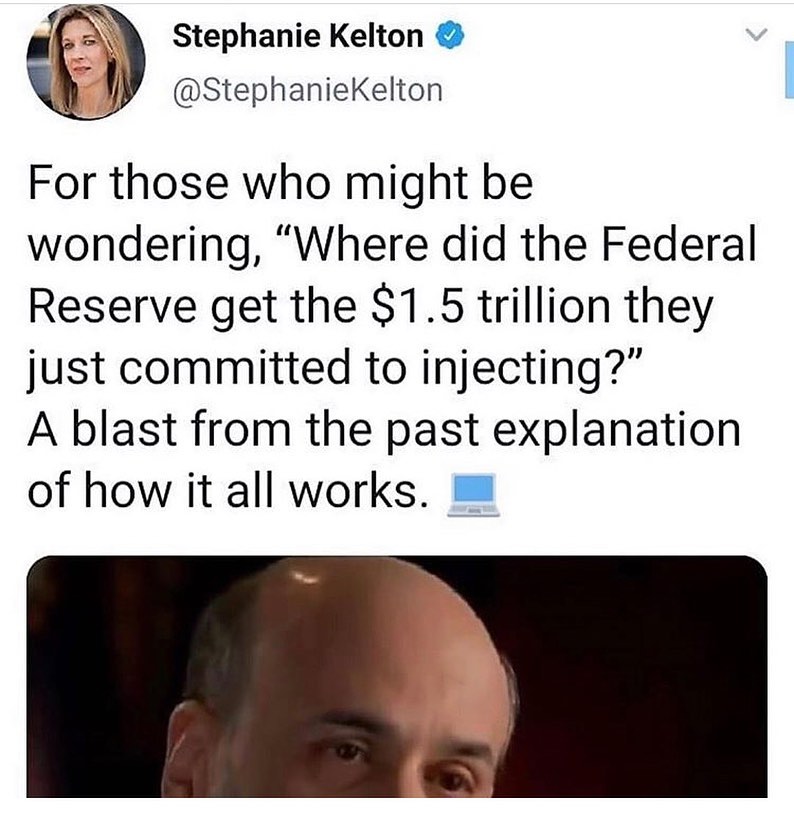 Stephanie Kelton
@StephanieKelton
For those who might be
wondering, “Where did the Federal
Reserve get the $1.5 trillion they
just committed to injecting?”
A blast from the past explanation
of how it all works. 💻